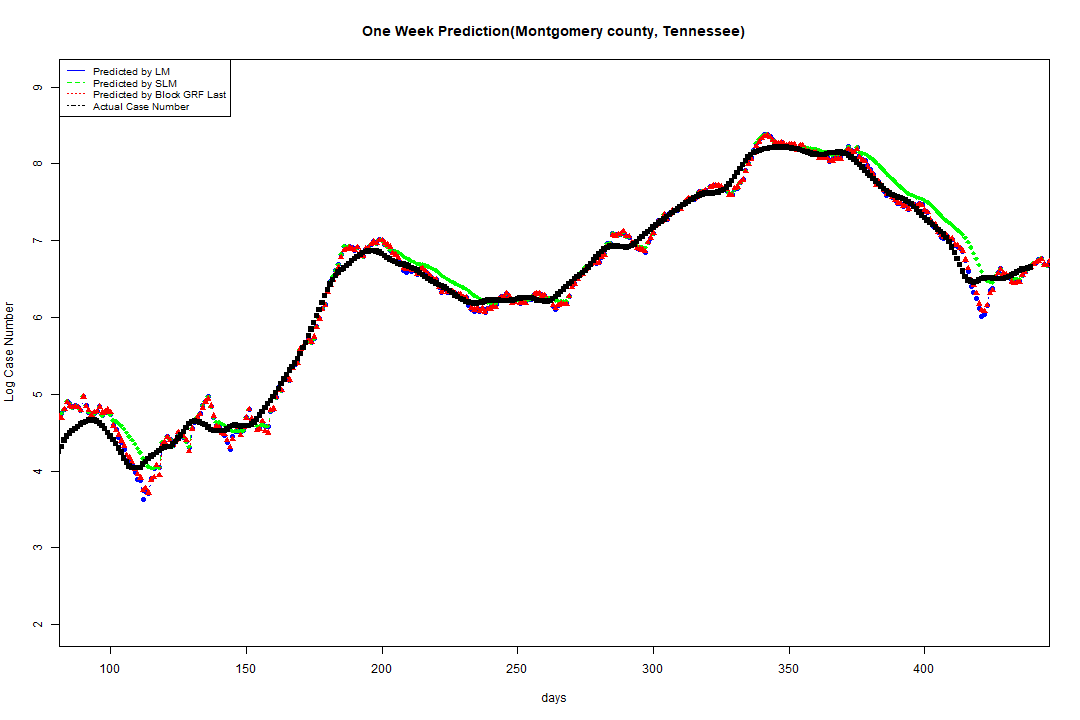 One Week Prediction(Montgomery county, Tennessee)
Predicted by LM
Predicted by SLM
Predicted by Block GRF Last
Actual Case Number
9
8
7
6
5
4
3
2
Log Case Number
100 150 200 250 300 350 400
days